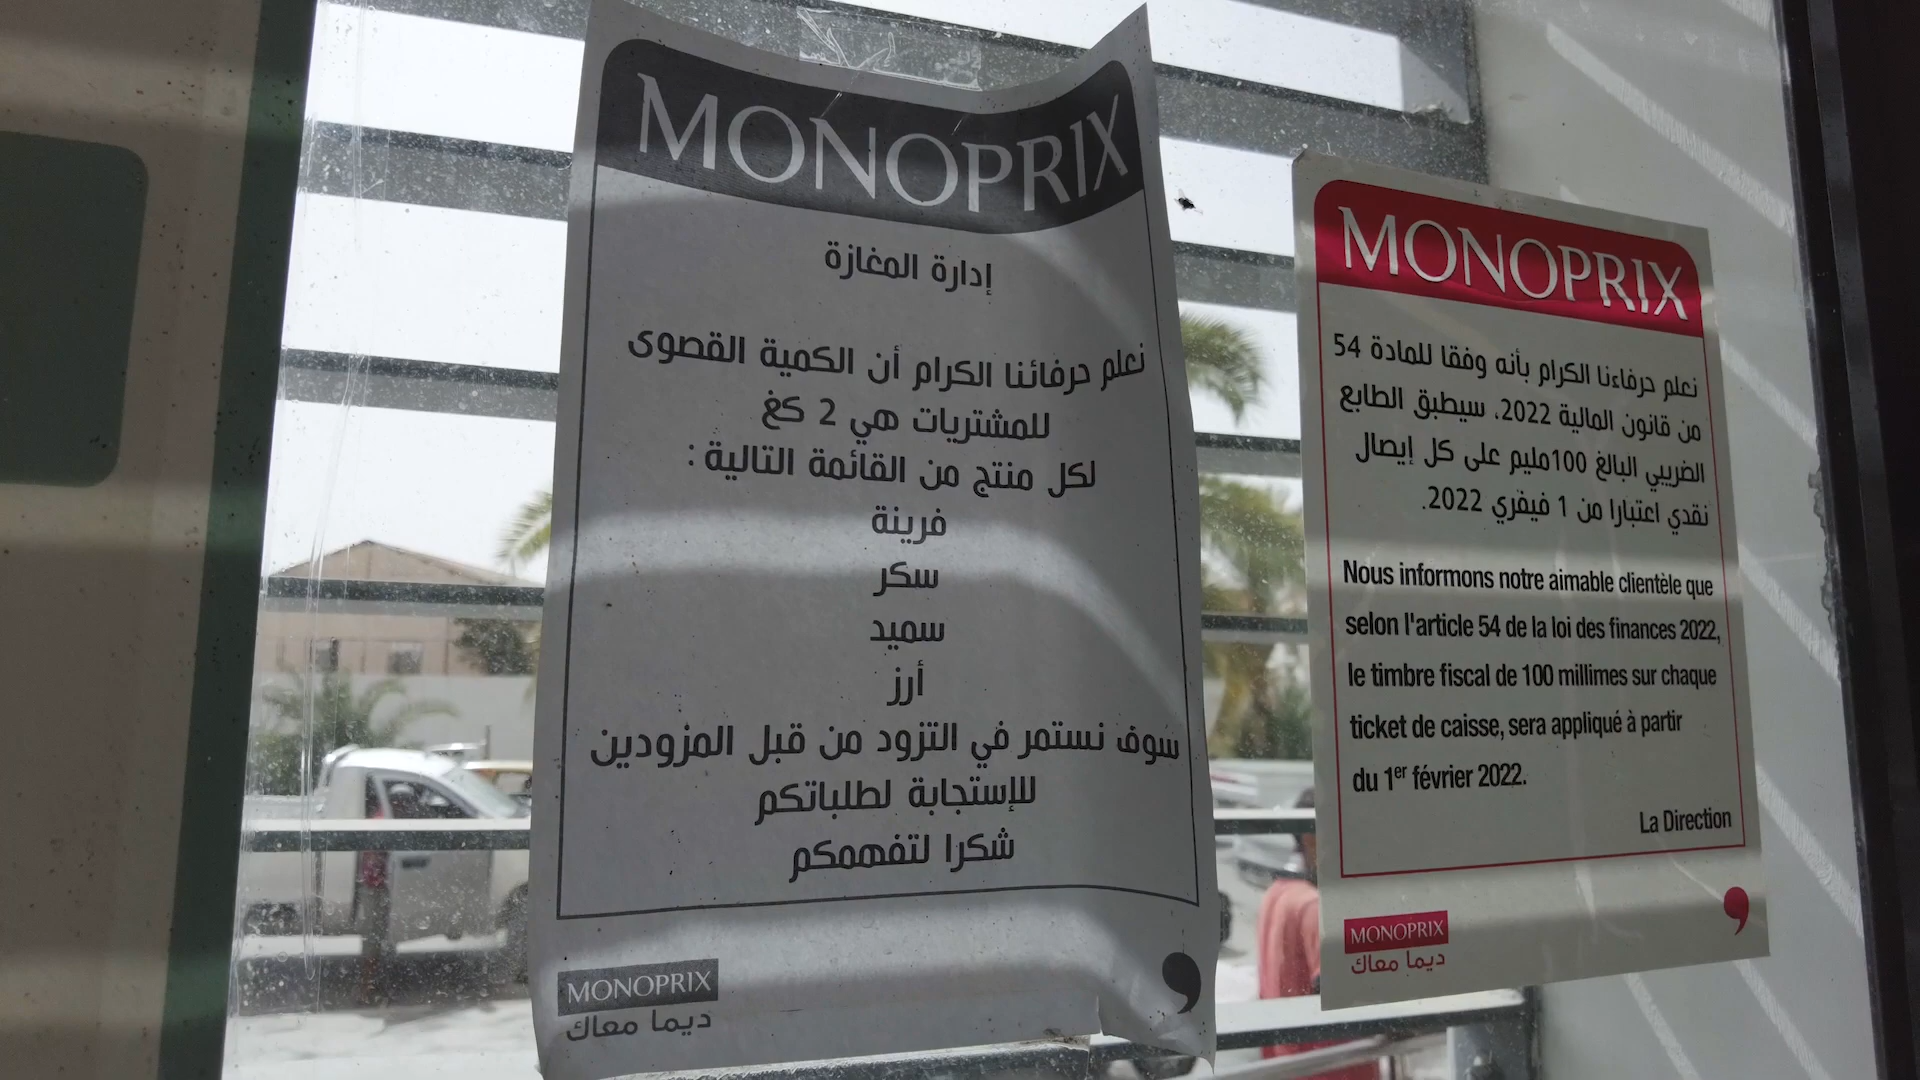 MONOPRIX
إدارة المغازة
نعلم حرفائنا الكرام أن الكمية القصوى
للمشتريات هي 2 كغ
لكل منتج من القائمة التالية :
فرينة
سكر
سميد
أرز
سوف نستمر في التزود من قبل المزودين
للإستجابة لطلباتكم
شكرا لتفهمكم
MONOPRIX
ديما معاك
MONOPRIX
نعلم حرفاءنا الكرام بأنه وفقا للمادة 54
من قانون المالية 2022، سيطبق الطابع
الضريبي البالغ 100مليم على كل إيصال
نقدي اعتبارا من 1 فيفري 2022.
Nous informons notre aimable clientèle que
selon l'article 54 de la loi des finances 2022,
le timbre fiscal de 100 millimes sur chaque
ticket de caisse, sera appliqué à partir
du 1er février 2022.
La Direction
MONOPRIX
ديما معاك